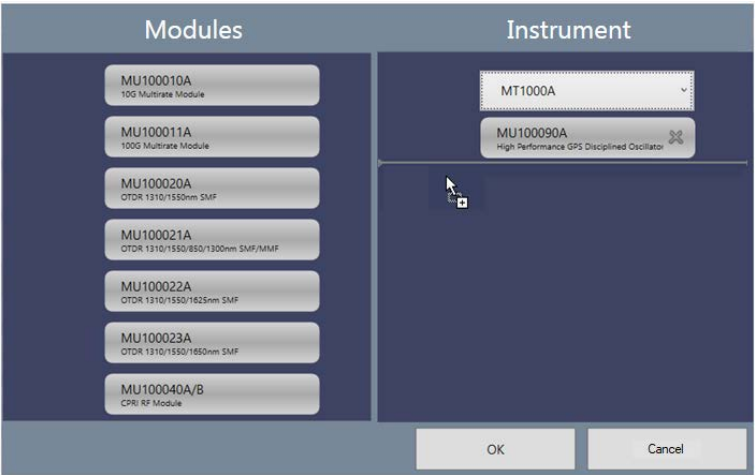 Modules
MU100010A
10G Multirate Module
MU100011A
100G Multirate Module
MU100020A
OTDR 1310/1550nm SMF
MU100021A
OTDR 1310/1550/850/1300nm SMF/MMF
MU100022A
OTDR 1310/1550/1625nm SMF
MU100023A
OTDR 1310/1550/1650nm SMF
MU100040A/B
CPRI RF Module
Instrument
MT1000A
MU100090A
High Performance GPS Disciplined Oscillator
OK
Cancel